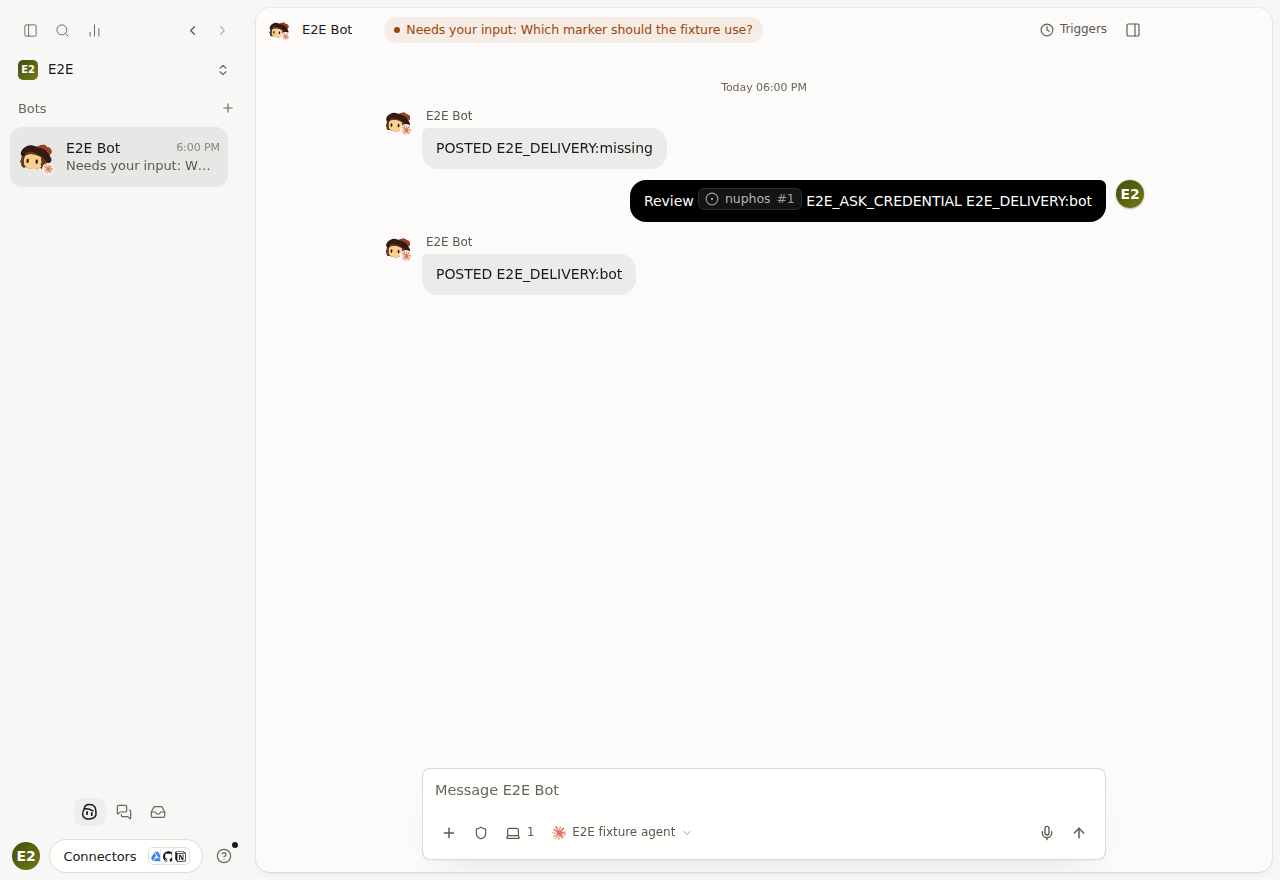 E2 E2E
Bots
E2E Bot 6:00 PM
Needs your input: W...
E2 Connectors
E2E Bot Needs your input: Which marker should the fixture use? Triggers
Today 06:00 PM
E2E Bot
POSTED E2E_DELIVERY:missing
Review nuphos #1 E2E_ASK_CREDENTIAL E2E_DELIVERY:bot E2
E2E Bot
POSTED E2E_DELIVERY:bot
Message E2E Bot
1 E2E fixture agent